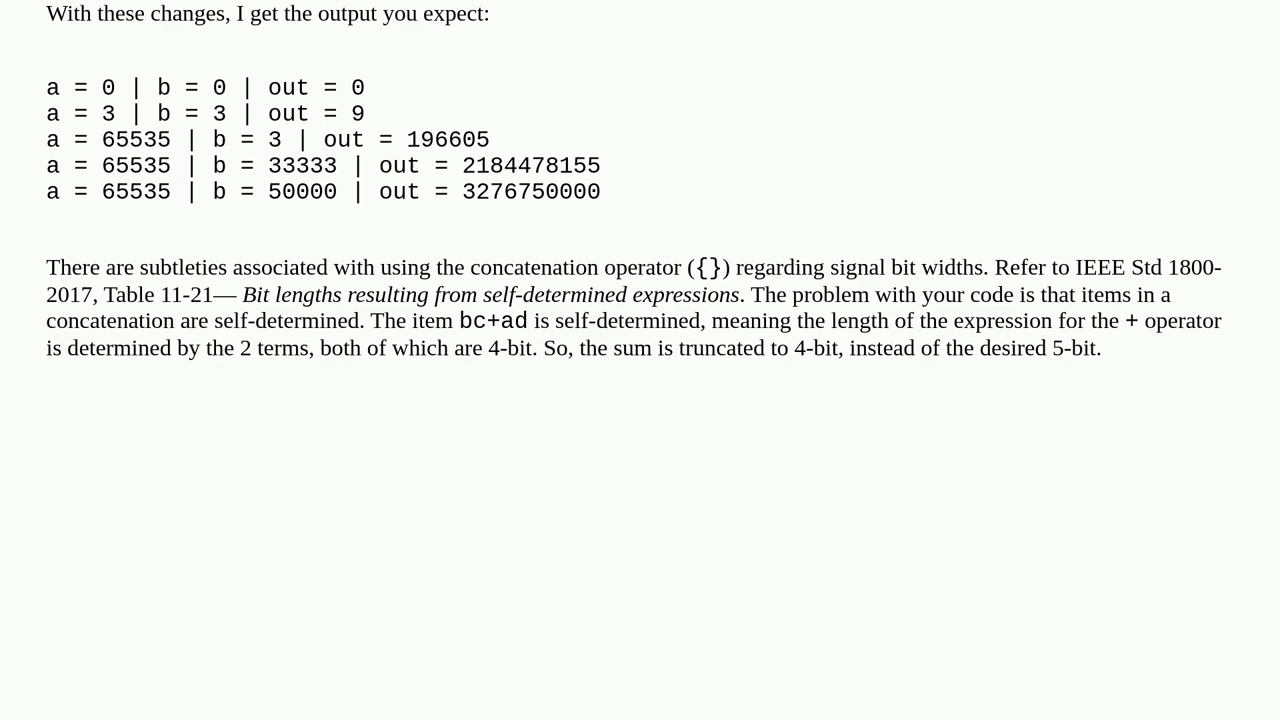 With these changes, I get the output you expect:
a = 0 | b = 0 | out = 0
a = 3 | b = 3 | out = 9
a = 65535 | b = 3 | out = 196605
a = 65535 | b = 33333 | out = 2184478155
a = 65535 | b = 50000 | out = 3276750000
There are subtleties associated with using the concatenation operator ({}) regarding signal bit widths. Refer to IEEE Std 1800-
2017, Table 11-21— Bit lengths resulting from self-determined expressions. The problem with your code is that items in a
concatenation are self-determined. The item bc+ad is self-determined, meaning the length of the expression for the + operator
is determined by the 2 terms, both of which are 4-bit. So, the sum is truncated to 4-bit, instead of the desired 5-bit.